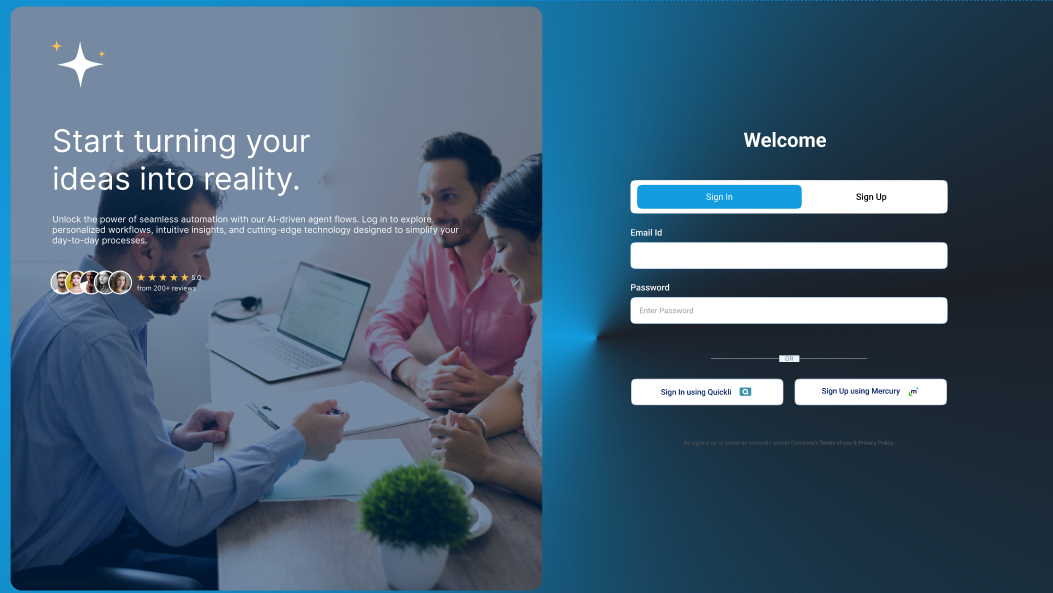 Start turning your
ideas into reality.
Unlock the power of seamless automation with our AI-driven agent flows. Log in to explore
personalized workflows, intuitive insights, and cutting-edge technology designed to simplify your
day-to-day processes.
5.0
from 200+ reviews
Welcome
Sign In
Sign Up
Email Id
Password
Enter Password
OR
Sign In using Quickli
Sign Up using Mercury
m
By signing up to create an account I accept Company's Terms of use & Privacy Policy.